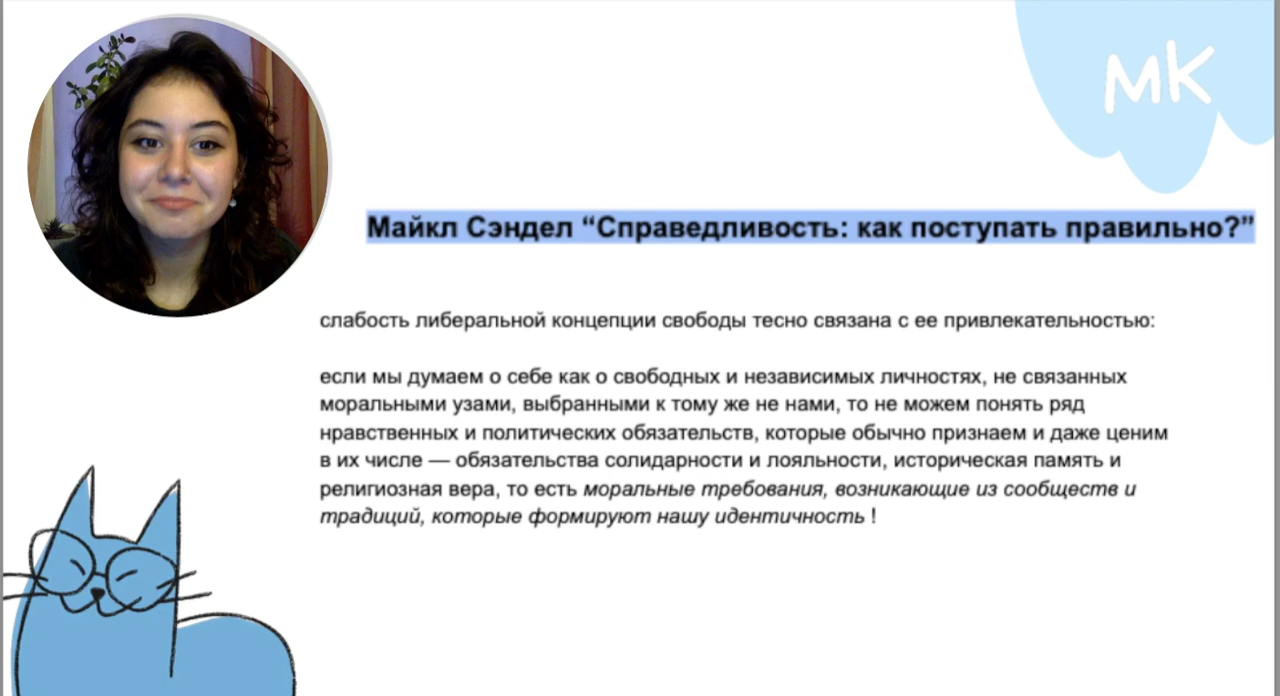 МК
Майкл Сэндел “Справедливость: как поступать правильно?”
слабость либеральной концепции свободы тесно связана с ее привлекательностью:
если мы думаем о себе как о свободных и независимых личностях, не связанных
моральными узами, выбранными к тому же не нами, то не можем понять ряд
нравственных и политических обязательств, которые обычно признаем и даже ценим
в их числе — обязательства солидарности и лояльности, историческая память и
религиозная вера, то есть моральные требования, возникающие из сообществ и
традиций, которые формируют нашу идентичность !